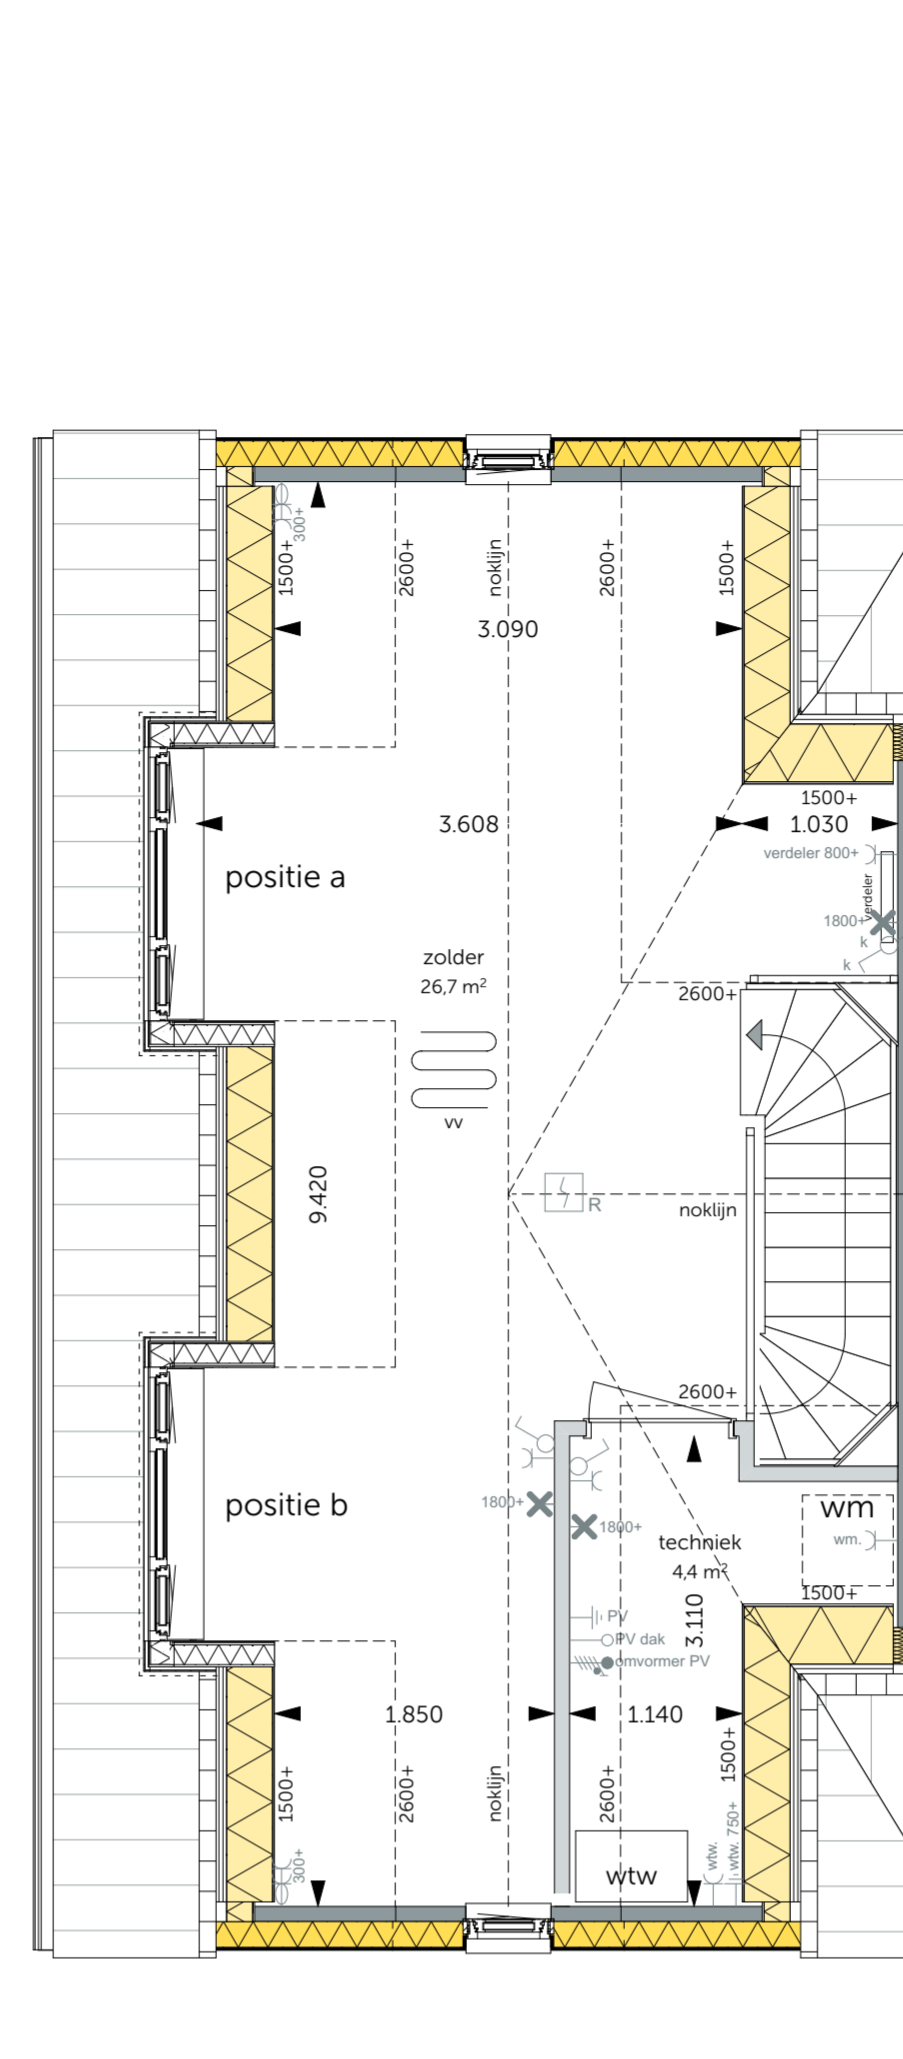 300+
1500+
2600+
noklijn
2600+
1500+
3.090
1500+
3.608
1.030
verdeler 800+
positie a
verdeler
1800+
k
k
zolder
26,7 m²
2600+
vv
9.420
R
noklijn
2600+
positie b
1800+
1800+
wm
wm.
techniek
4,4 m²
1500+
3.110
PV
PV dak
omvormer PV
1.850
1.140
1500+
1500+
2600+
noklijn
2600+
300+
wtw.
wtw. 750+
wtw